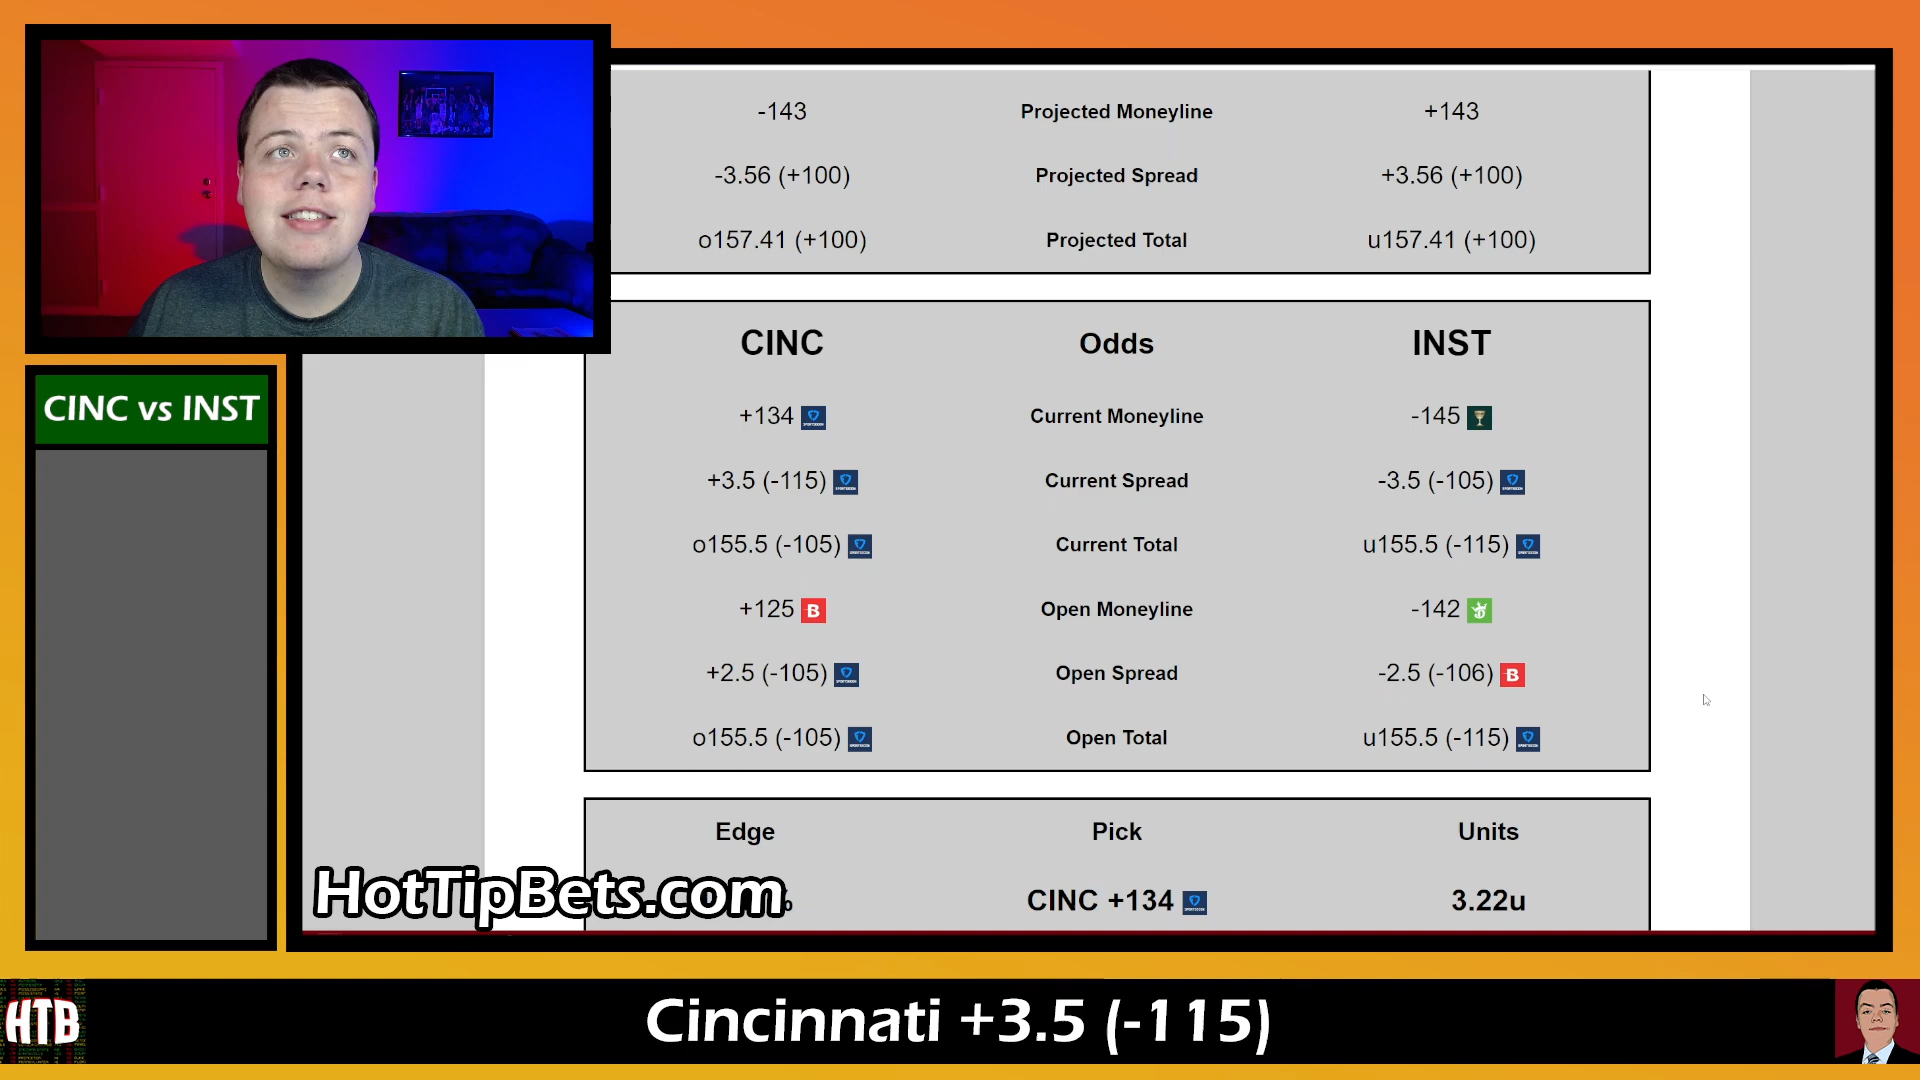 -143 Projected Moneyline +143
-3.56 (+100) Projected Spread +3.56 (+100)
o157.41 (+100) Projected Total u157.41 (+100)
CINC Odds INST
+134 Current Moneyline -145
+3.5 (-115) Current Spread -3.5 (-105)
o155.5 (-105) Current Total u155.5 (-115)
+125 B Open Moneyline -142
+2.5 (-105) Open Spread -2.5 (-106) B
o155.5 (-105) Open Total u155.5 (-115)
Edge Pick Units
CINC +134 3.22u
CINC vs INST
HotTipBets.com
HTB
Cincinnati +3.5 (-115)